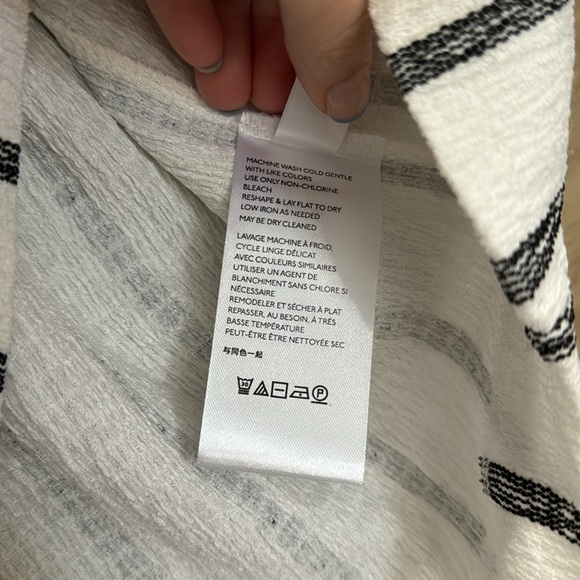 MACHINE WASH COLD GENTLE
WITH LIKE COLORS
USE ONLY NON-CHLORINE
BLEACH
RESHAPE & LAY FLAT TO DRY
LOW IRON AS NEEDED
MAY BE DRY CLEANED
LAVAGE MACHINE À FROID,
CYCLE LINGE DÉLICAT
AVEC COULEURS SIMILAIRES
UTILISER UN AGENT DE
BLANCHIMENT SANS CHLORE SI
NÉCESSAIRE
REMODELER ET SÉCHER À PLAT
REPASSER, AU BESOIN, À TRÉS
BASSE TEMPÉRATURE
PEUT-ÊTRE ÊTRE NETTOYÉE SEC
与同色一起
30 P